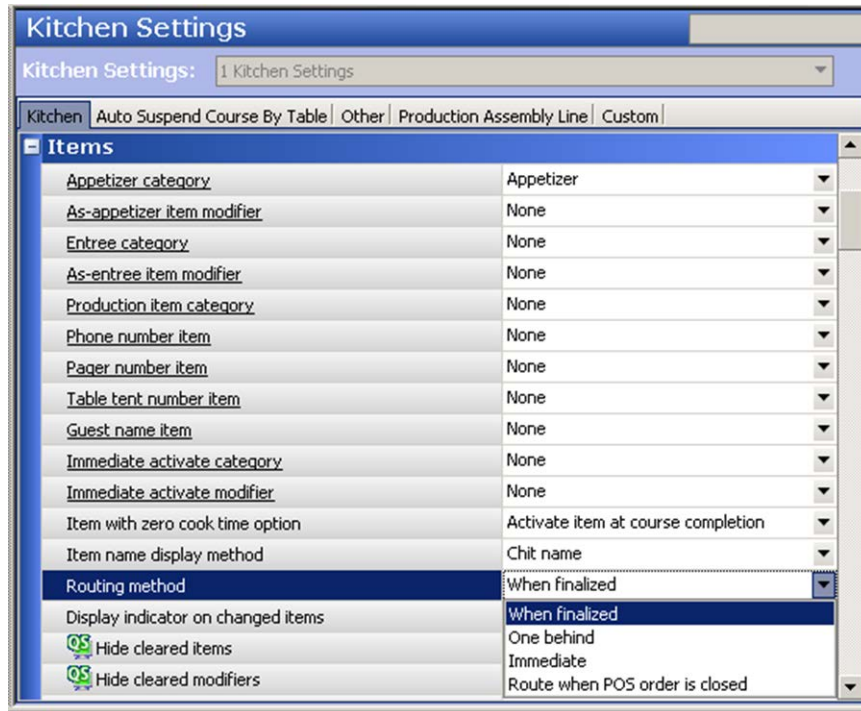 Kitchen Settings
Kitchen Settings: 1 Kitchen Settings
Kitchen Auto Suspend Course By Table Other Production Assembly Line Custom
Items
Appetizer category Appetizer
As-appetizer item modifier None
Entree category None
As-entree item modifier None
Production item category None
Phone number item None
Pager number item None
Table tent number item None
Guest name item None
Immediate activate category None
Immediate activate modifier None
Item with zero cook time option Activate item at course completion
Item name display method Chit name
Routing method When finalized
Display indicator on changed items When finalized
QS Hide cleared items One behind
Immediate
QS Hide cleared modifiers Route when POS order is closed